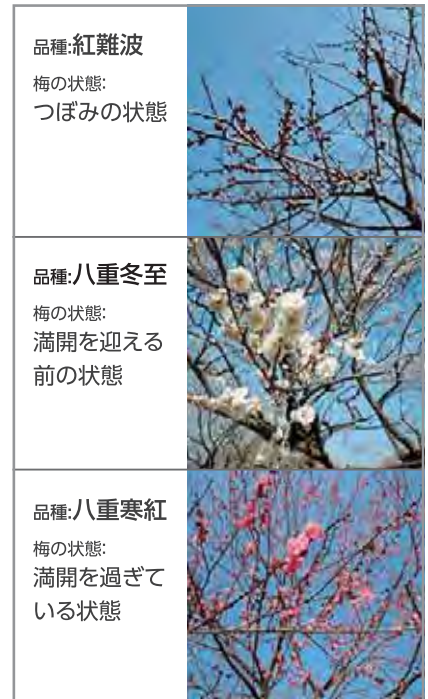 品種:紅難波
梅の状態:
つぼみの状態
品種:八重冬至
梅の状態:
満開を迎える
前の状態
品種:八重寒紅
梅の状態:
満開を過ぎて
いる状態